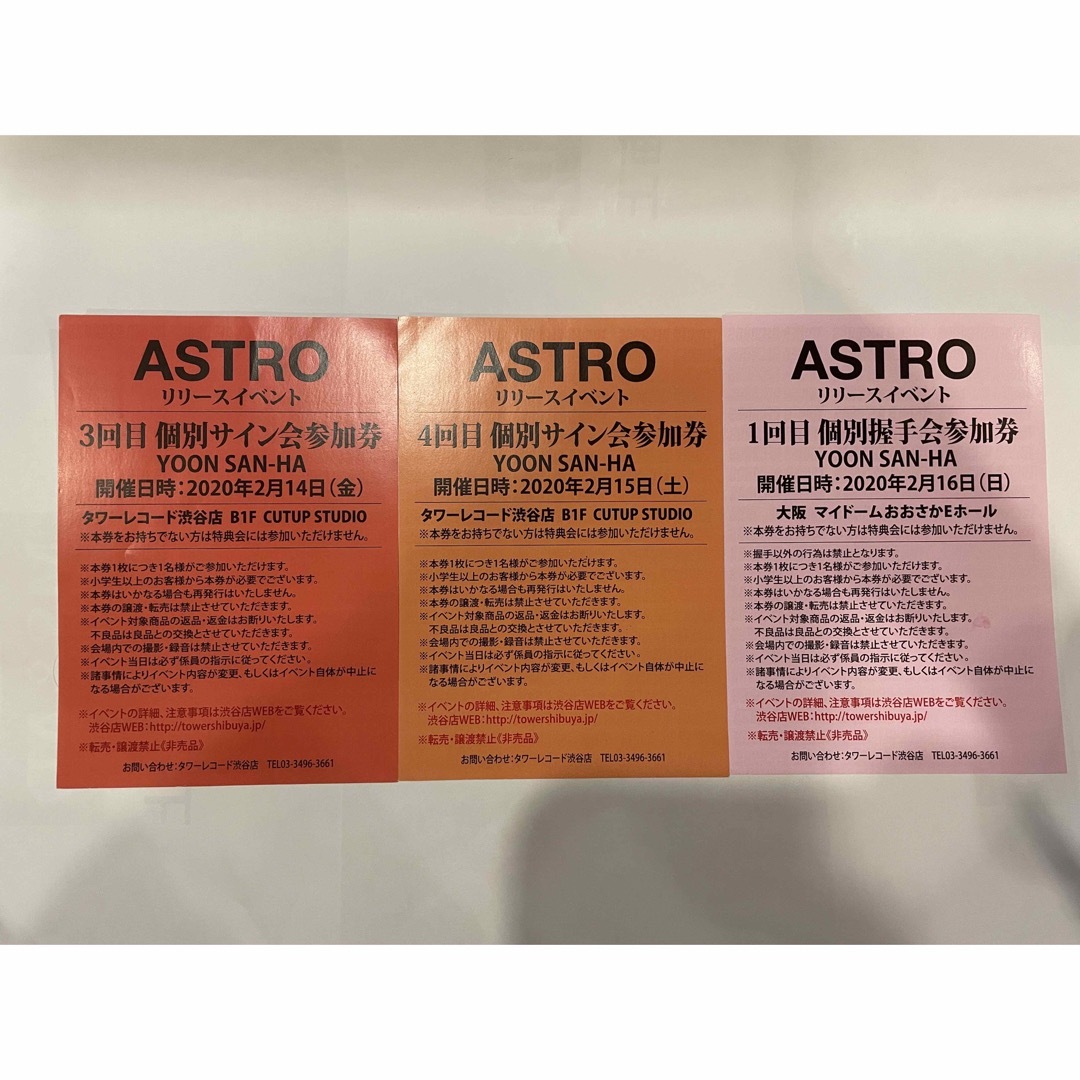 ASTRO
リリースイベント
3回目 個別サイン会参加券
YOON SAN-HA
開催日時：2020年2月14日（金）
タワーレコード渋谷店 B1F CUTUP STUDIO
※本券をお持ちでない方は特典会には参加いただけません。
※本券1枚につき1名様がご参加いただけます。
※小学生以上のお客様から本券が必要でございます。
※本券はいかなる場合も再発行はいたしません。
※本券の譲渡・転売は禁止させていただきます。
※イベント対象商品の返品・返金はお断りいたします。
不良品は良品との交換とさせていただきます。
※会場内での撮影・録音は禁止させていただきます。
※イベント当日は必ず係員の指示に従ってください。
※諸事情によりイベント内容が変更、もしくはイベント自体が中止に
なる場合がございます。
※イベントの詳細、注意事項は渋谷店WEBをご覧ください。
渋谷店WEB：http://towershibuya.jp/
※転売・譲渡禁止《非売品》
お問い合わせ：タワーレコード渋谷店 TEL03-3496-3661
ASTRO
リリースイベント
4回目 個別サイン会参加券
YOON SAN-HA
開催日時：2020年2月15日（土）
タワーレコード渋谷店 B1F CUTUP STUDIO
※本券をお持ちでない方は特典会には参加いただけません。
※本券1枚につき1名様がご参加いただけます。
※小学生以上のお客様から本券が必要でございます。
※本券はいかなる場合も再発行はいたしません。
※本券の譲渡・転売は禁止させていただきます。
※イベント対象商品の返品・返金はお断りいたします。
不良品は良品との交換とさせていただきます。
※会場内での撮影・録音は禁止させていただきます。
※イベント当日は必ず係員の指示に従ってください。
※諸事情によりイベント内容が変更、もしくはイベント自体が中止に
なる場合がございます。
※イベントの詳細、注意事項は渋谷店WEBをご覧ください。
渋谷店WEB：http://towershibuya.jp/
※転売・譲渡禁止《非売品》
お問い合わせ：タワーレコード渋谷店 TEL03-3496-3661
ASTRO
リリースイベント
1回目 個別握手会参加券
YOON SAN-HA
開催日時：2020年2月16日（日）
大阪 マイドームおおさかEホール
※本券をお持ちでない方は特典会には参加いただけません。
※握手以外の行為は禁止となります。
※本券1枚につき1名様がご参加いただけます。
※小学生以上のお客様から本券が必要でございます。
※本券はいかなる場合も再発行はいたしません。
※本券の譲渡・転売は禁止させていただきます。
※イベント対象商品の返品・返金はお断りいたします。
不良品は良品との交換とさせていただきます。
※会場内での撮影・録音は禁止させていただきます。
※イベント当日は必ず係員の指示に従ってください。
※諸事情によりイベント内容が変更、もしくはイベント自体が中止に
なる場合がございます。
※イベントの詳細、注意事項は渋谷店WEBをご覧ください。
渋谷店WEB：http://towershibuya.jp/
※転売・譲渡禁止《非売品》
お問い合わせ：タワーレコード渋谷店 TEL03-3496-3661